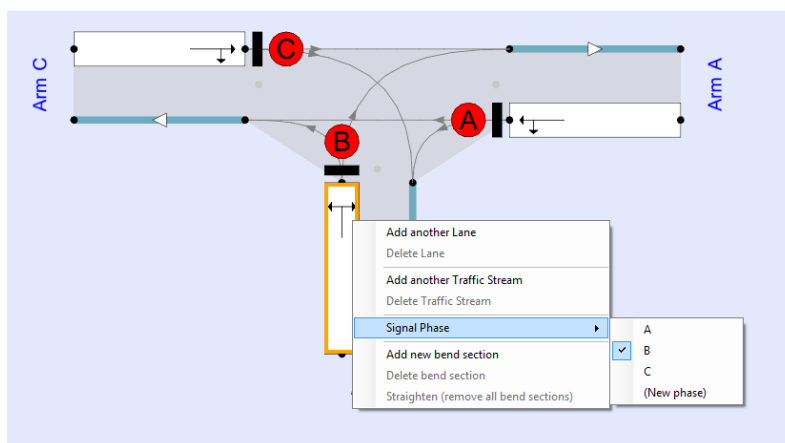 C
Arm C
Arm A
A
B
Add another Lane
Delete Lane
Add another Traffic Stream
Delete Traffic Stream
Signal Phase
A
B
Add new bend section
C
Delete bend section
(New phase)
Straighten (remove all bend sections)